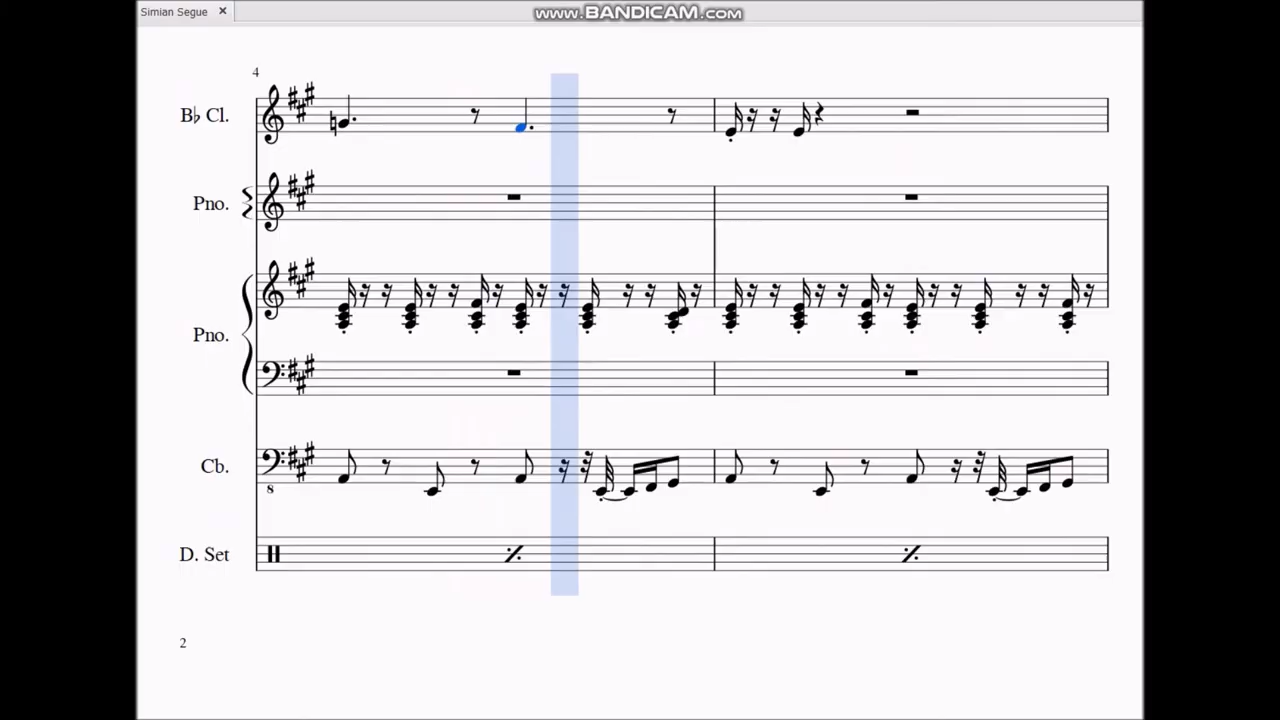 Simian Segue
www.BANDICAM.com
4
B♭ Cl.
Pno.
Pno.
Cb.
8
D. Set
2